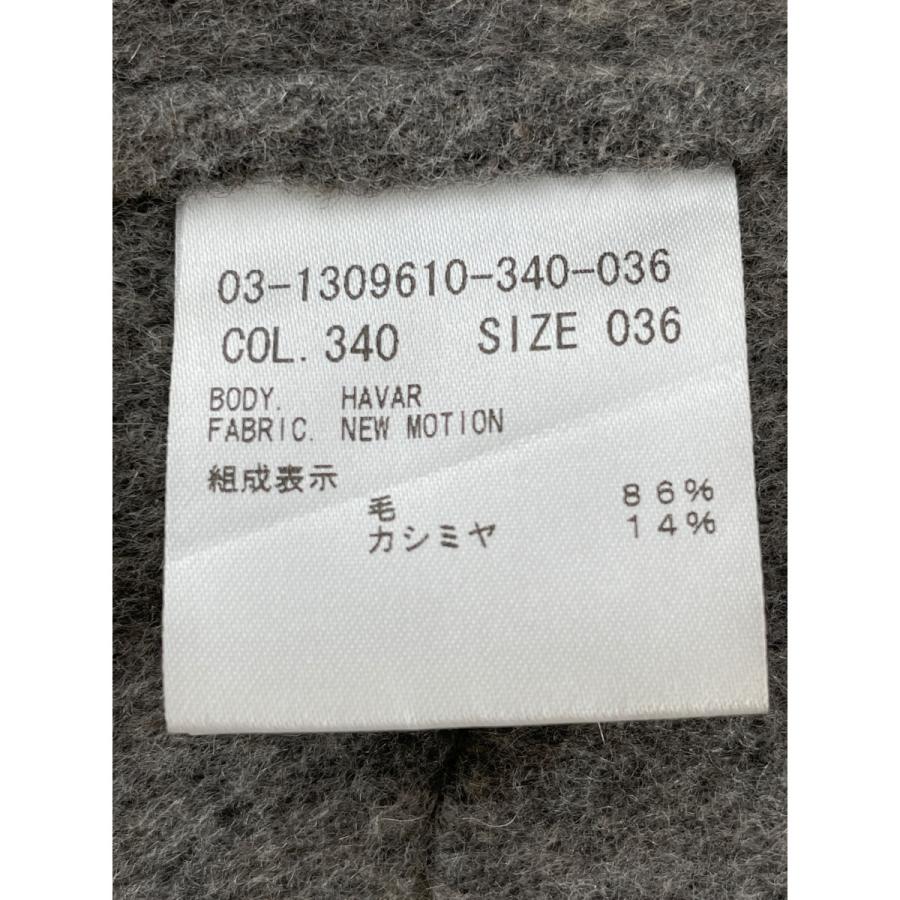 03-1309610-340-036
COL. 340 SIZE 036
BODY. HAVAR
FABRIC. NEW MOTION
組成表示
毛 86%
カシミヤ 14%